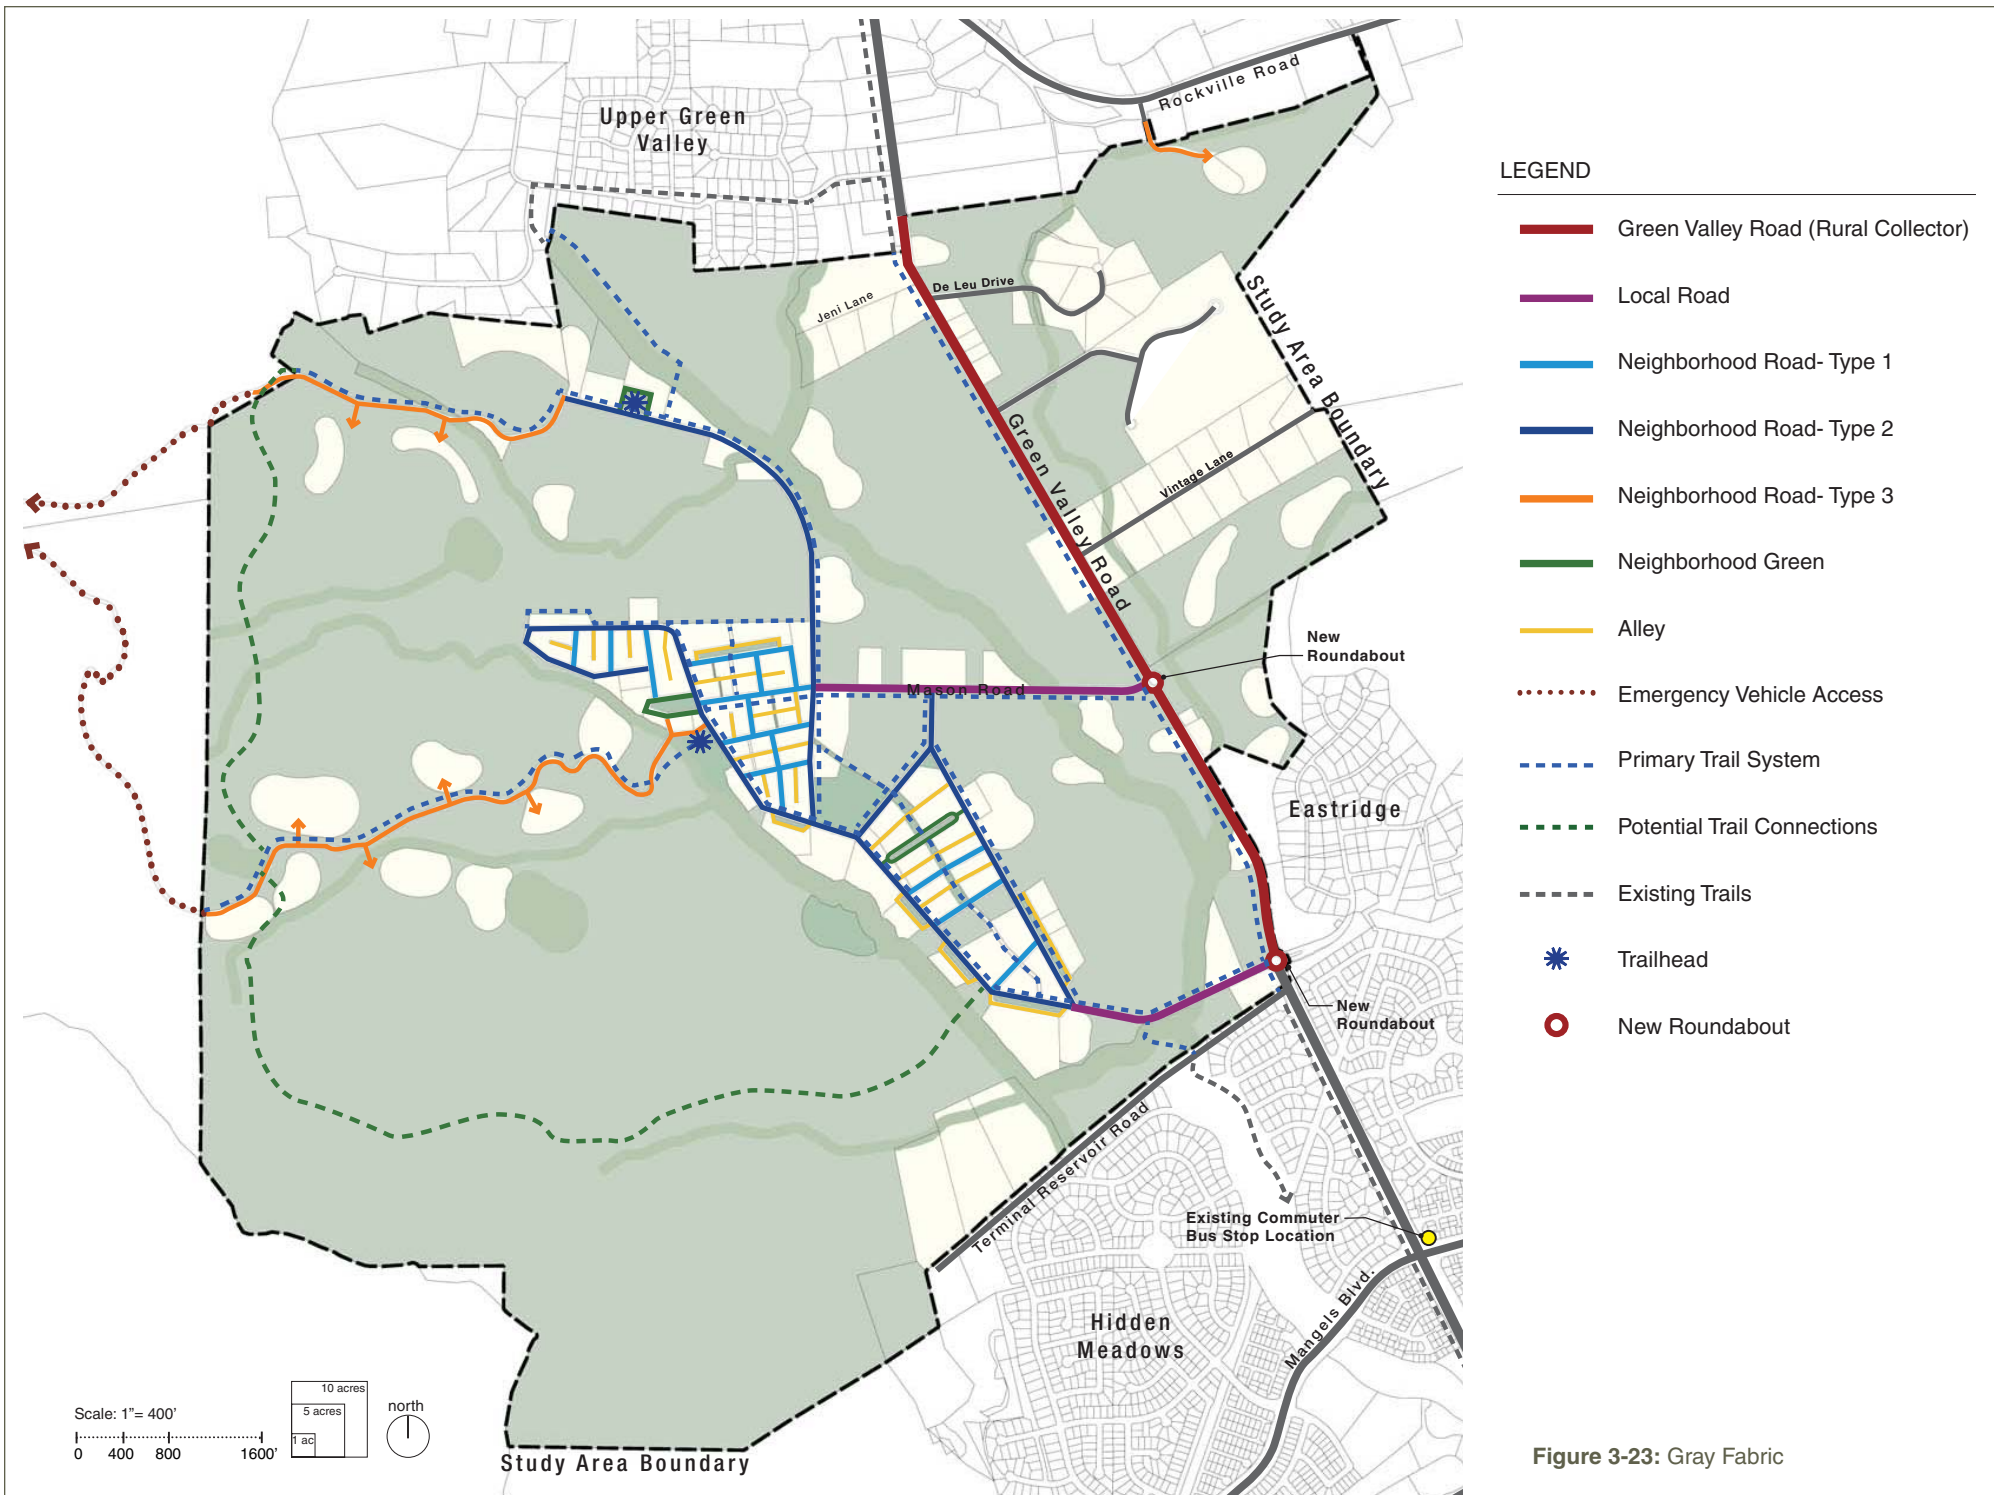 Rockville Road
Upper Green
Valley
De Leu Drive
Jeni Lane
Study Area Boundary
Green Valley Road
Vintage Lane
New
Roundabout
Mason Road
Eastridge
New
Roundabout
Terminal Reservoir Road
Existing Commuter
Bus Stop Location
Mangels Blvd.
Hidden
Meadows
Scale: 1”= 400’
0 400 800 1600’
10 acres
5 acres
1 ac
north
Study Area Boundary
LEGEND
Green Valley Road (Rural Collector)
Local Road
Neighborhood Road- Type 1
Neighborhood Road- Type 2
Neighborhood Road- Type 3
Neighborhood Green
Alley
Emergency Vehicle Access
Primary Trail System
Potential Trail Connections
Existing Trails
Trailhead
New Roundabout
Figure 3-23: Gray Fabric